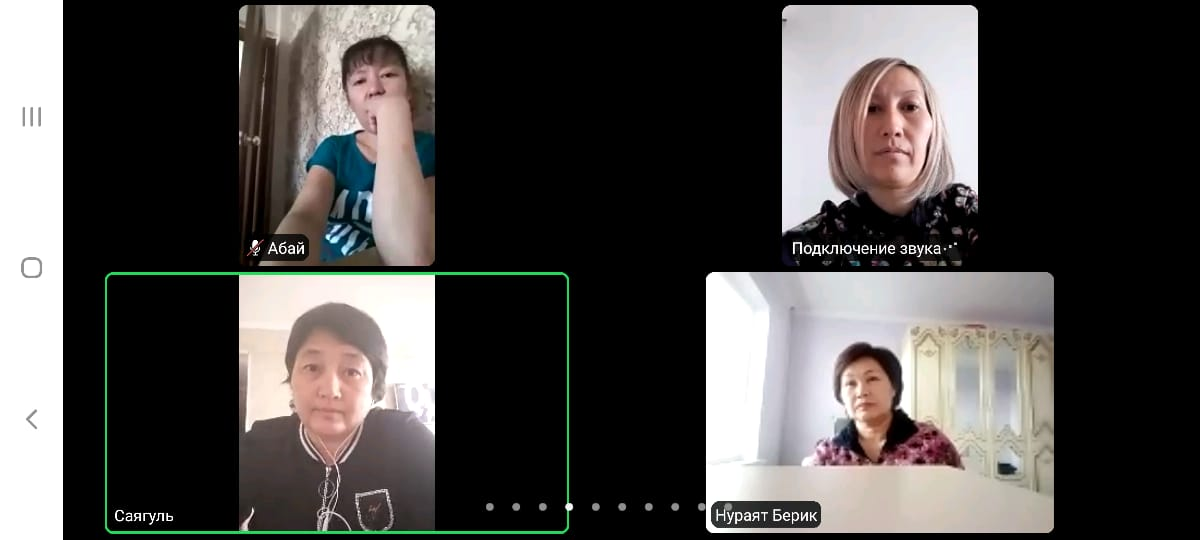 Абай
Подключение звука...
Саягуль
Нураят Берик